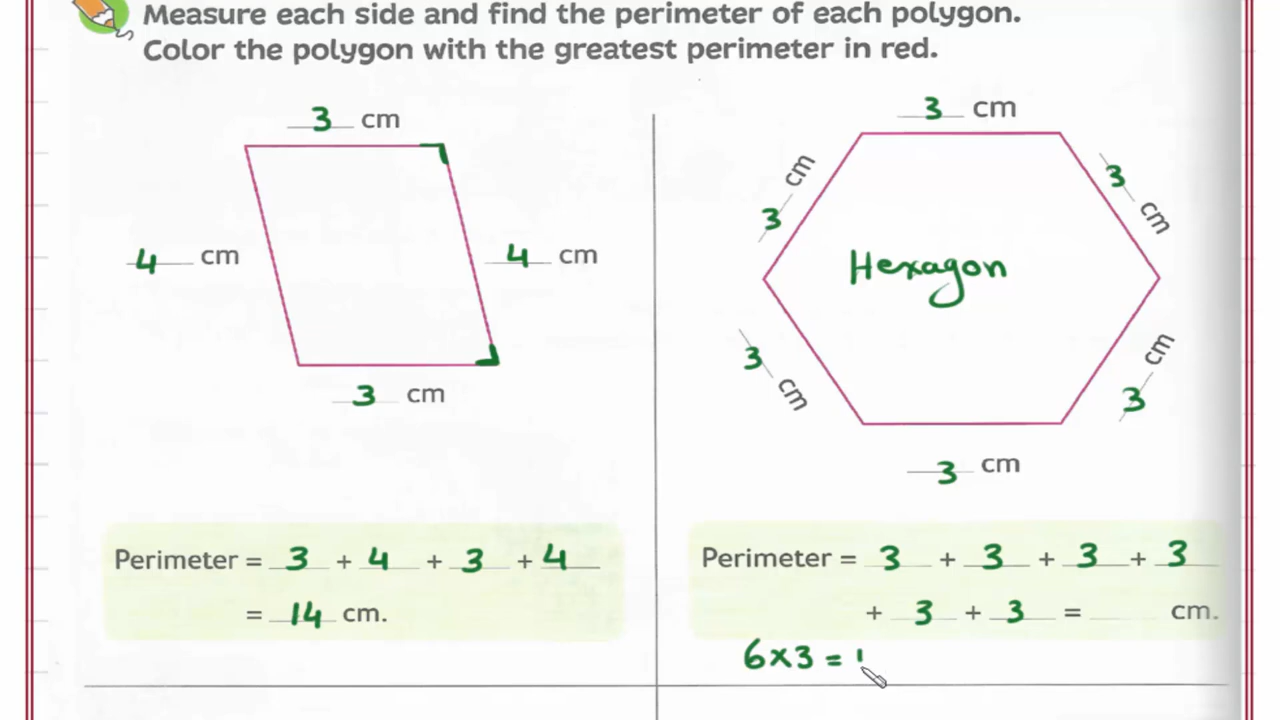 Measure each side and find the perimeter of each polygon.
Color the polygon with the greatest perimeter in red.
3 cm
4 cm
4 cm
3 cm
Perimeter = 3 + 4 + 3 + 4
= 14 cm.
3 cm
3 cm
3 cm
Hexagon
3 cm
3 cm
3 cm
Perimeter = 3 + 3 + 3 + 3
+ 3 + 3 = cm.
6x3 =